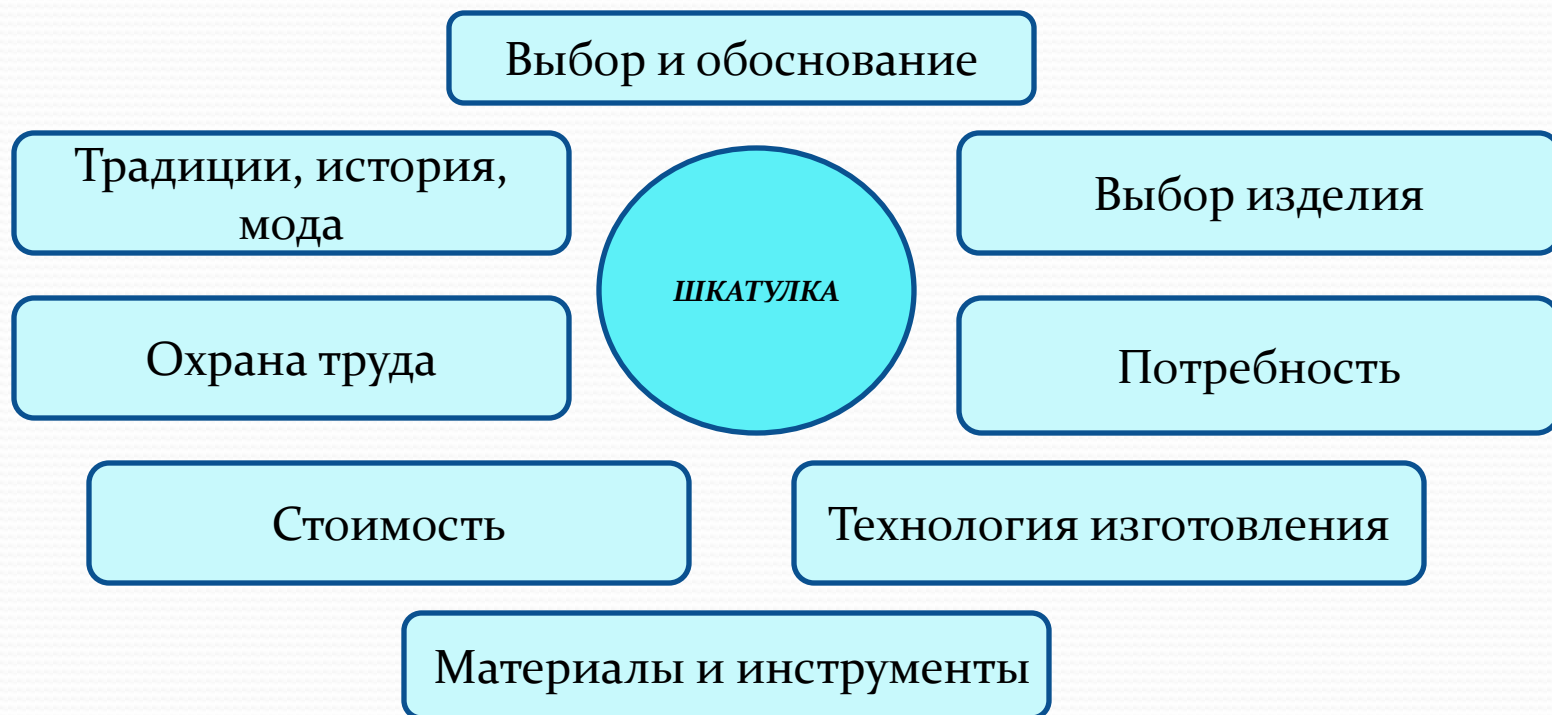 Выбор и обоснование
Традиции, история,
мода
Выбор изделия
ШКАТУЛКА
Охрана труда
Потребность
Стоимость
Технология изготовления
Материалы и инструменты